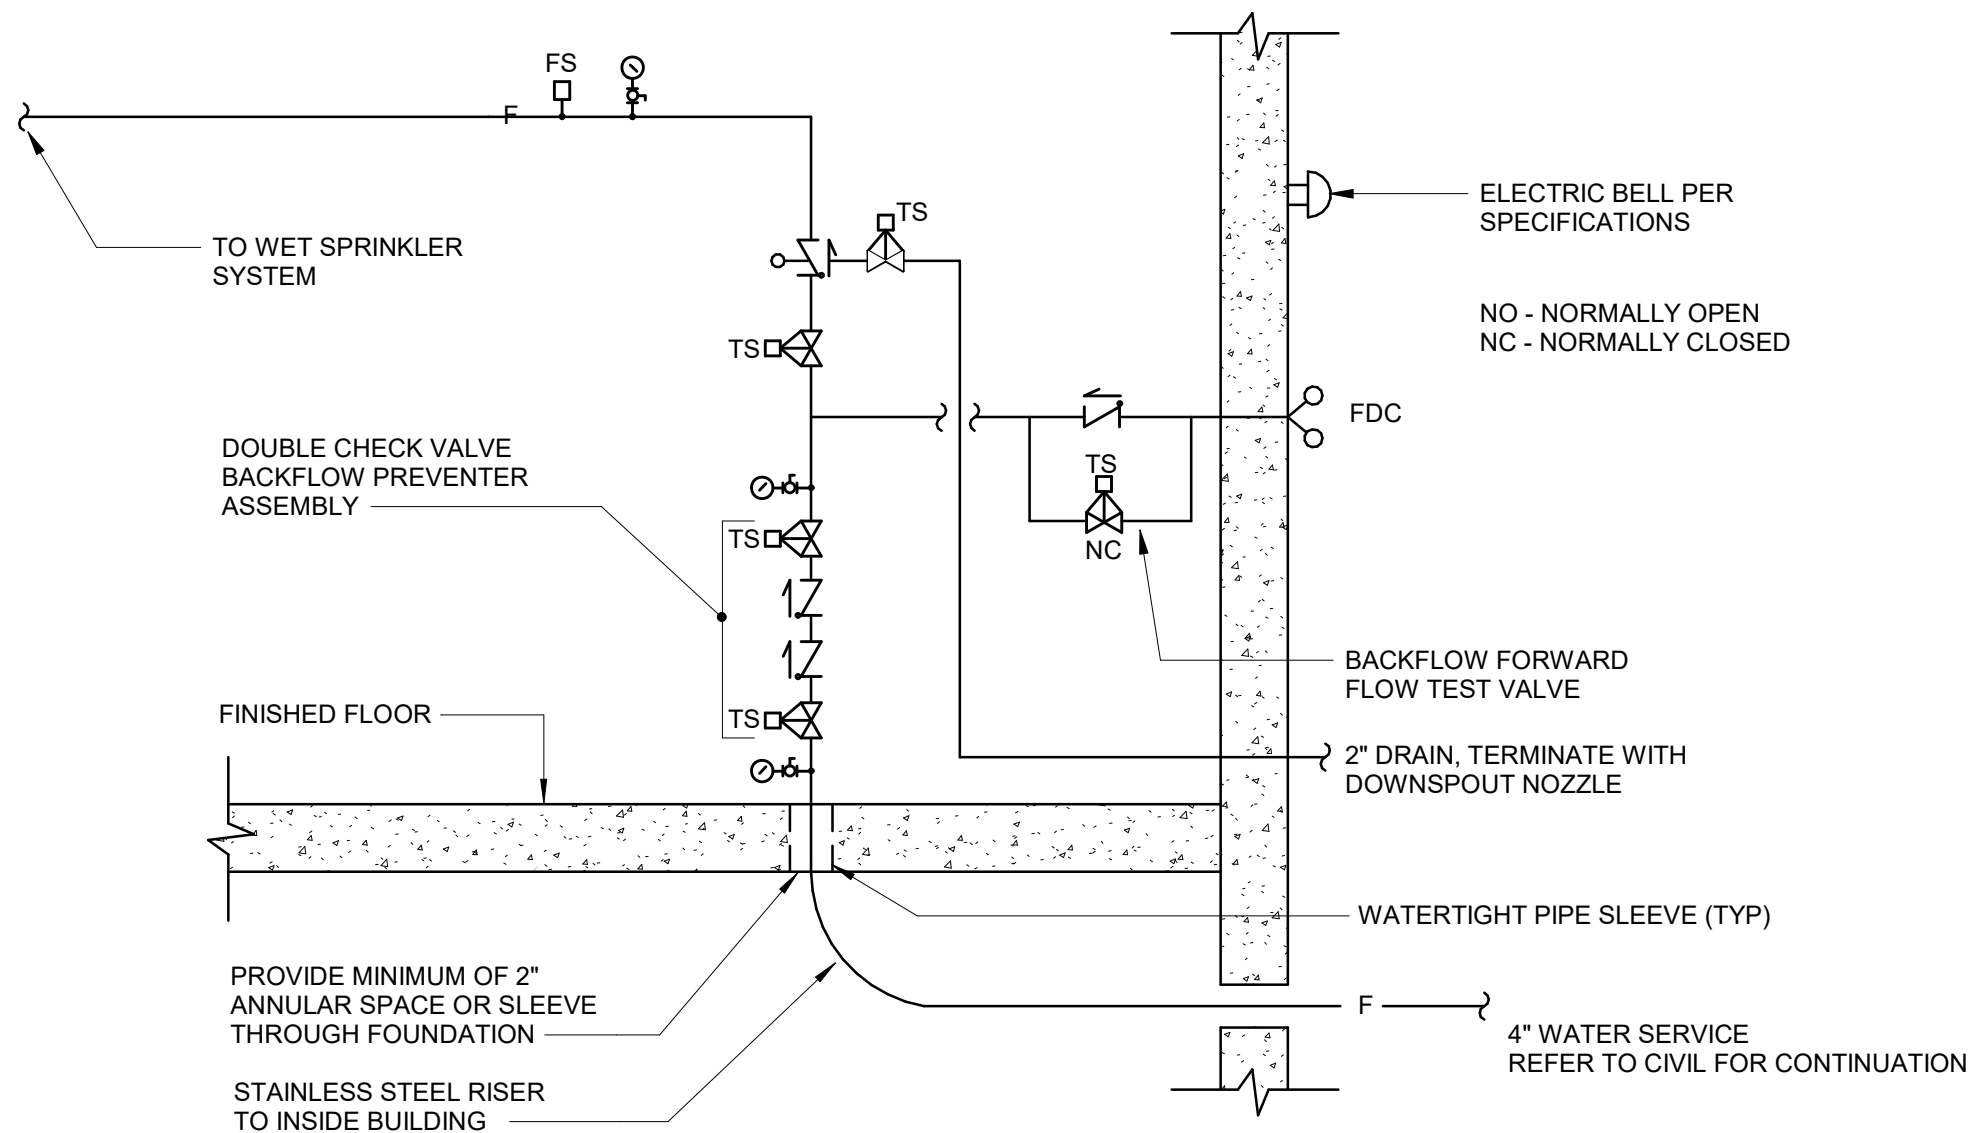 FS
F
TS
ELECTRIC BELL PER
SPECIFICATIONS
TO WET SPRINKLER
SYSTEM
NO - NORMALLY OPEN
NC - NORMALLY CLOSED
TS
FDC
DOUBLE CHECK VALVE
BACKFLOW PREVENTER
ASSEMBLY
TS
NC
TS
BACKFLOW FORWARD
FLOW TEST VALVE
FINISHED FLOOR
TS
2" DRAIN, TERMINATE WITH
DOWNSPOUT NOZZLE
WATERTIGHT PIPE SLEEVE (TYP)
PROVIDE MINIMUM OF 2"
ANNULAR SPACE OR SLEEVE
THROUGH FOUNDATION
F
4" WATER SERVICE
REFER TO CIVIL FOR CONTINUATION
STAINLESS STEEL RISER
TO INSIDE BUILDING